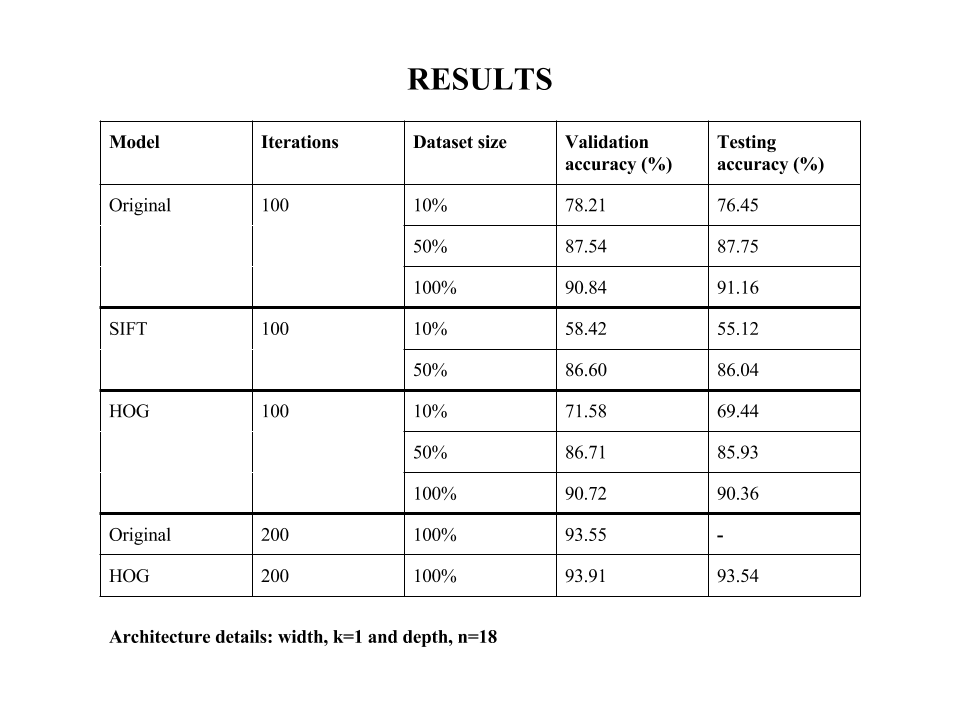 RESULTS
Model Iterations Dataset size Validation accuracy (%) Testing accuracy (%)
Original 100 10% 78.21 76.45
50% 87.54 87.75
100% 90.84 91.16
SIFT 100 10% 58.42 55.12
50% 86.60 86.04
HOG 100 10% 71.58 69.44
50% 86.71 85.93
100% 90.72 90.36
Original 200 100% 93.55 -
HOG 200 100% 93.91 93.54
Architecture details: width, k=1 and depth, n=18